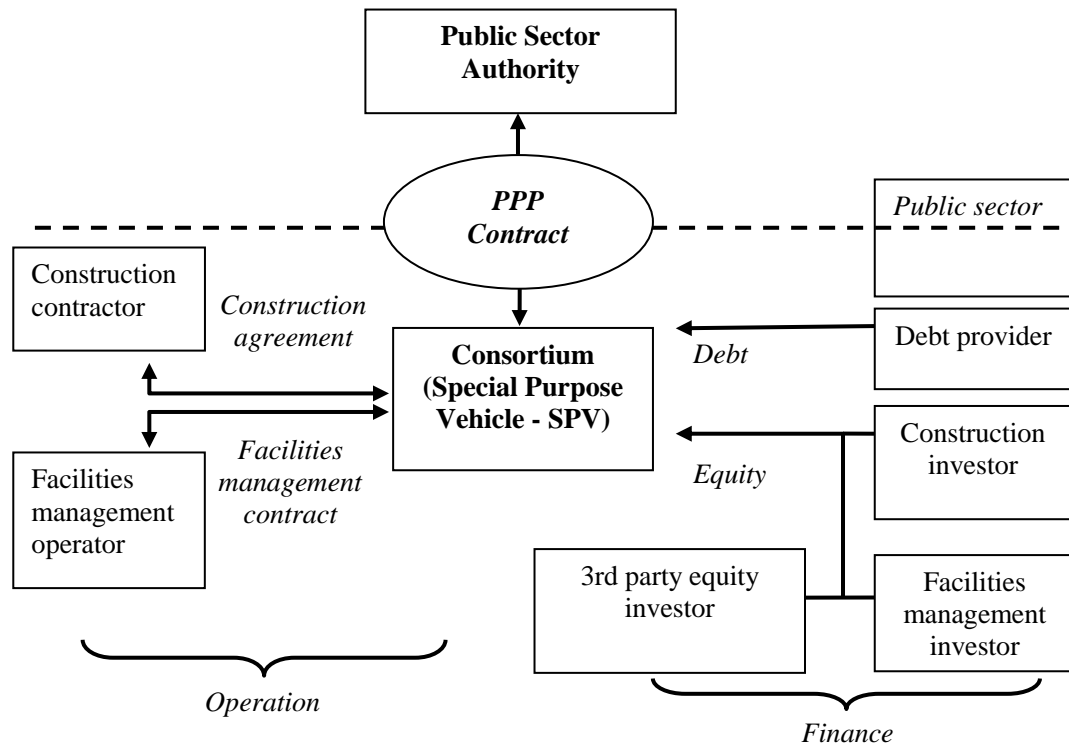 Public Sector
Authority
PPP
Contract
Public sector
Construction
contractor
Construction
agreement
Consortium
(Special Purpose
Vehicle - SPV)
Debt
Debt provider
Facilities
management
operator
Facilities
management
contract
Equity
Construction
investor
3rd party equity
investor
Facilities
management
investor
Operation
Finance